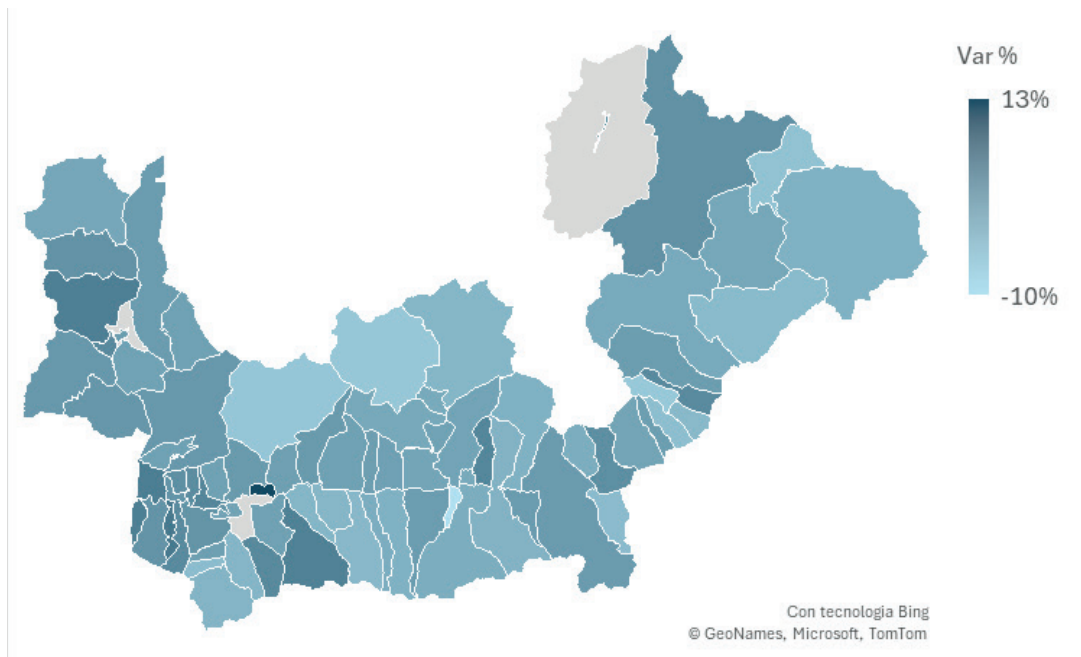 Var %
13%
-10%
Con tecnologia Bing
© GeoNames, Microsoft, TomTom